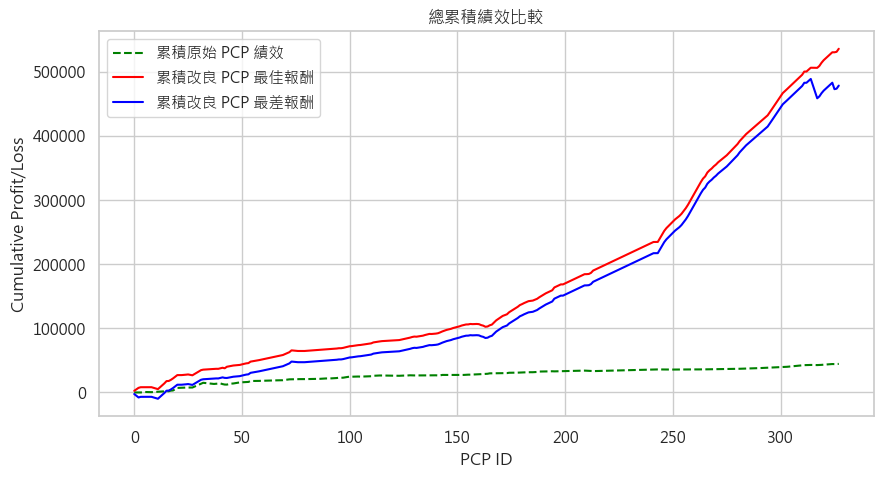 總累積績效比較
累積原始 PCP 績效
累積改良 PCP 最佳報酬
累積改良 PCP 最差報酬
Cumulative Profit/Loss
500000
400000
300000
200000
100000
0
0 50 100 150 200 250 300
PCP ID